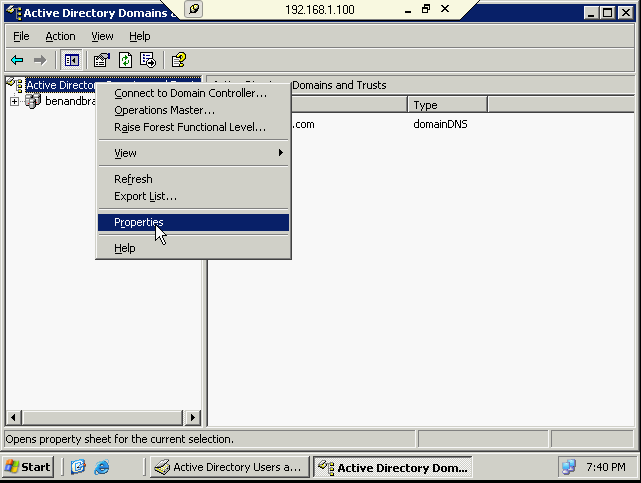 Active Directory Domains a
192.168.1.100
File Action View Help
Active Directory
benandbra
Domains and Trusts
Type
.com domainDNS
Connect to Domain Controller...
Operations Master...
Raise Forest Functional Level...
View
Refresh
Export List...
Properties
Help
Opens property sheet for the current selection.
Start Active Directory Users a... Active Directory Dom... 7:40 PM